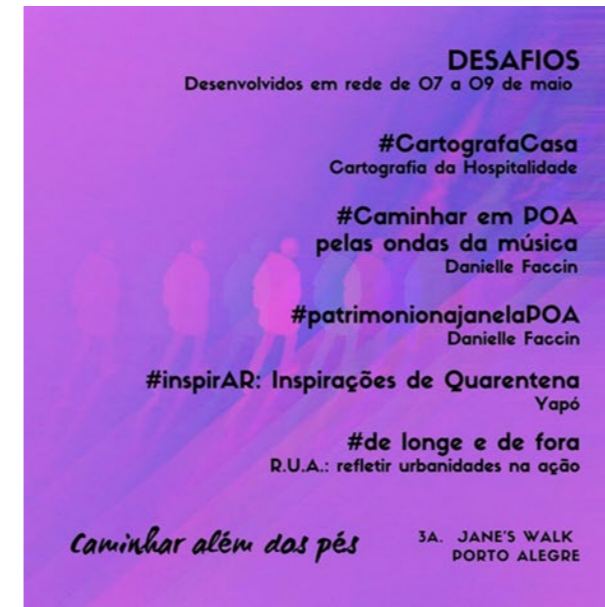 DESAFIOS
Desenvolvidos em rede de 07 a 09 de maio
#CartografaCasa
Cartografia da Hospitalidade
#Caminhar em POA
pelas ondas da música
Danielle Faccin
#patrimonionajanelaPOA
Danielle Faccin
#inspirAR: Inspirações de Quarentena
Yapó
#de longe e de fora
R.U.A.: refletir urbanidades na ação
Caminhar além dos pés
3A. JANE'S WALK
PORTO ALEGRE